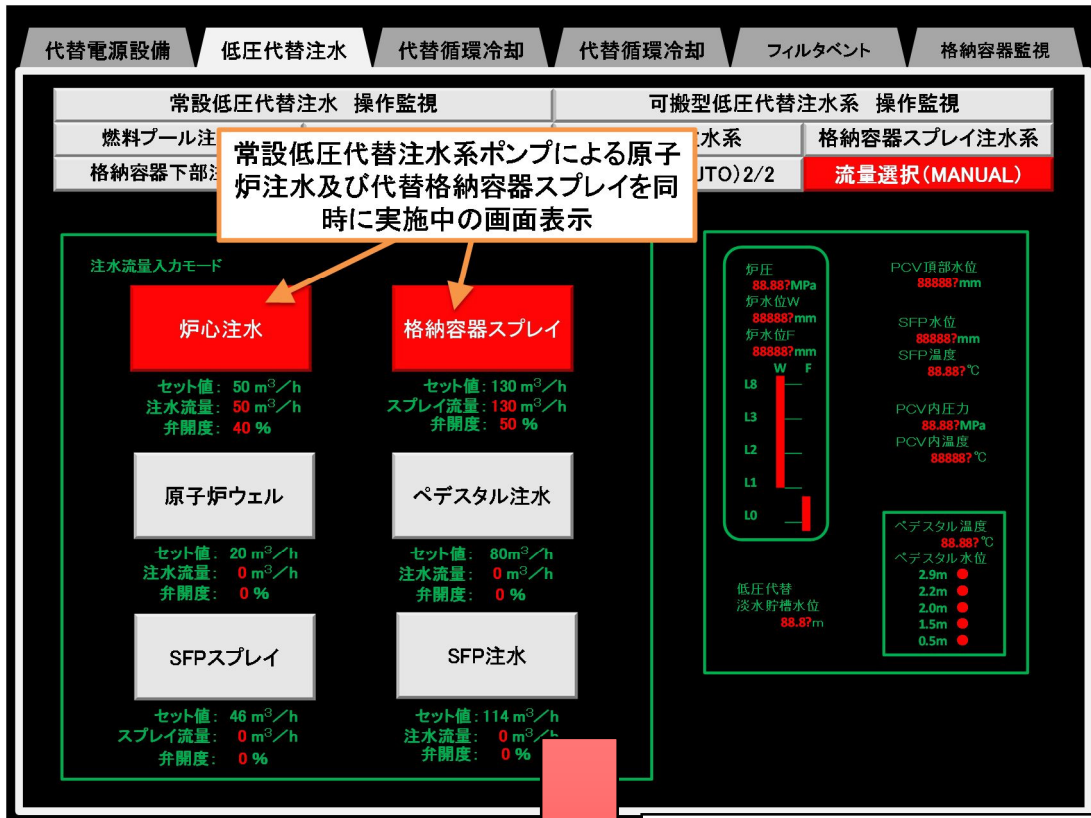 代替電源設備
低圧代替注水
代替循環冷却
代替循環冷却
フィルタベント
格納容器監視
常設低圧代替注水 操作監視
可搬型低圧代替注水系 操作監視
燃料プール注
水系
格納容器スプレイ注水系
格納容器下部
TO)2/2
流量選択(MANUAL)
常設低圧代替注水系ポンプによる原子
炉注水及び代替格納容器スプレイを同
時に実施中の画面表示
注水流量入力モード
炉心注水
セット値: 50 m³/h
注水流量: 50 m³/h
弁開度: 40 %
格納容器スプレイ
セット値: 130 m³/h
スプレイ流量: 130 m³/h
弁開度: 50 %
原子炉ウェル
セット値: 20 m³/h
注水流量: 0 m³/h
弁開度: 0 %
ペデスタル注水
セット値: 80m³/h
注水流量: 0 m³/h
弁開度: 0 %
SFPスプレイ
セット値: 46 m³/h
スプレイ流量: 0 m³/h
弁開度: 0 %
SFP注水
セット値: 114 m³/h
注水流量: 0 m³/h
弁開度: 0 %
炉圧
88.88?MPa
炉水位W
88888?mm
炉水位F
88888?mm
W F
L8
L3
L2
L1
L0
低圧代替
淡水貯槽水位
88.8?m
PCV頂部水位
88888?mm
SFP水位
88888?mm
SFP温度
88.88?℃
PCV内圧力
88.88?MPa
PCV内温度
88888?℃
ペデスタル温度
88.88?℃
ペデスタル水位
2.9m
2.2m
2.0m
1.5m
0.5m